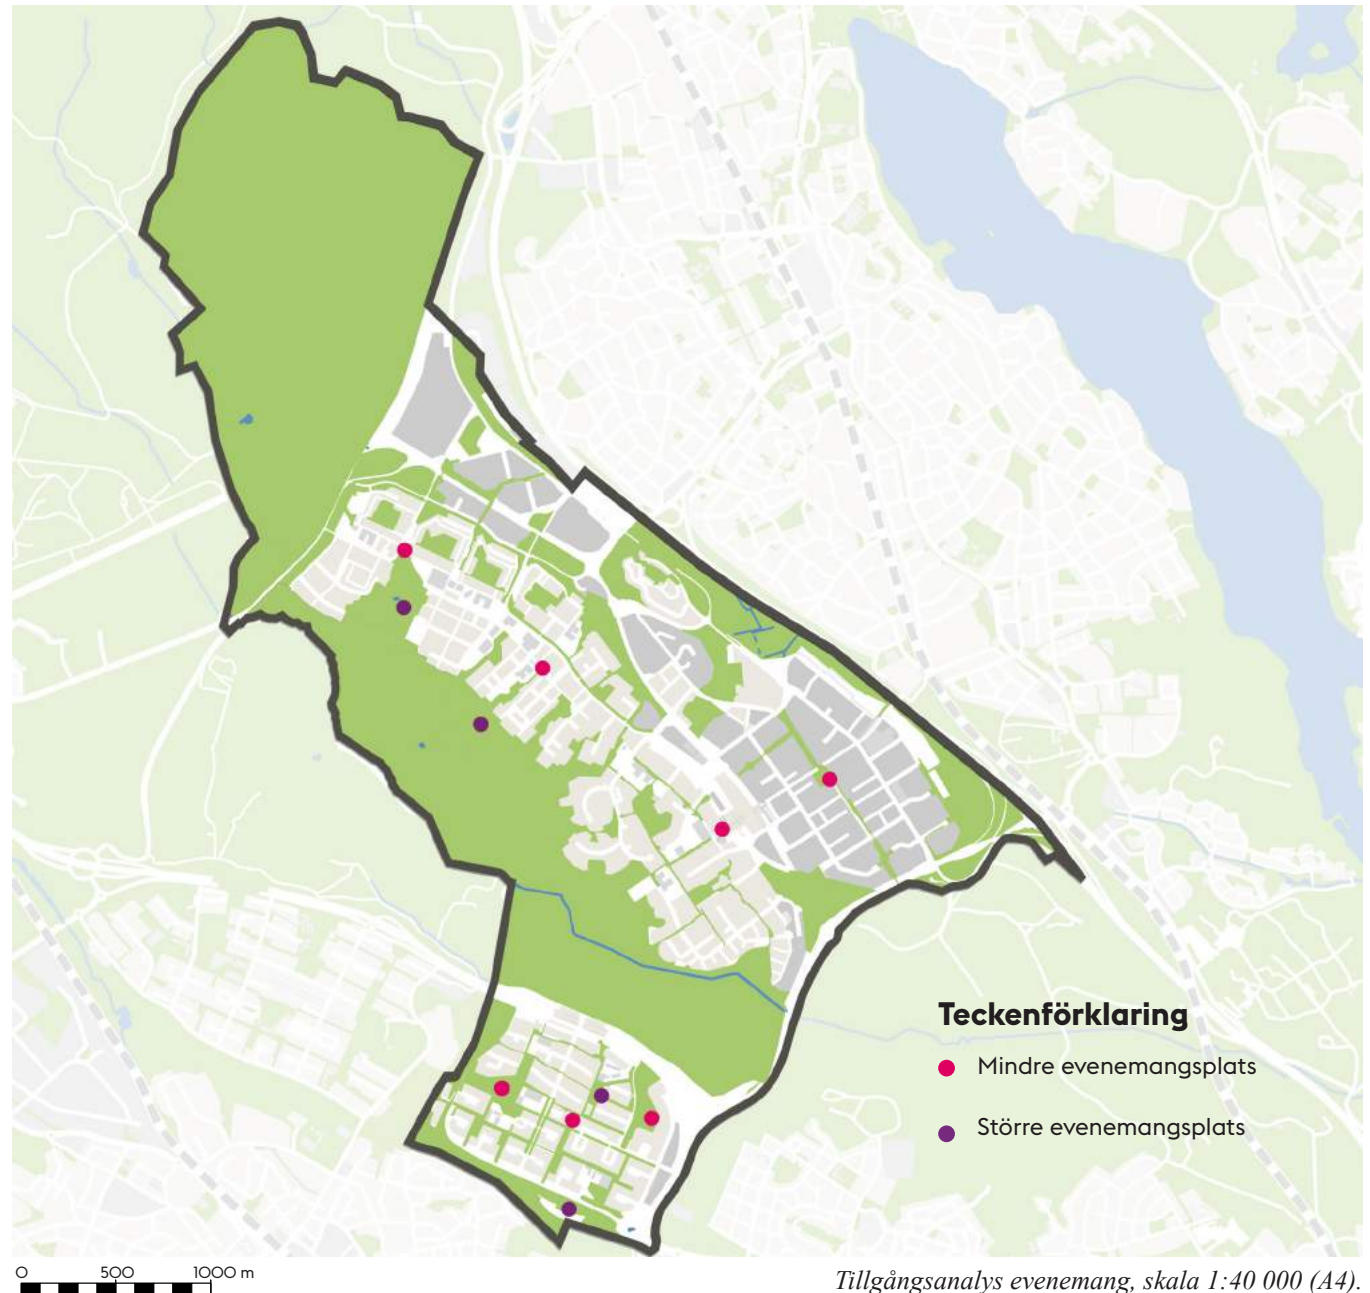 Teckenförklaring
Mindre evenemangsplats
Större evenemangsplats
0 500 1000 m
Tillgångsanalys evenemang, skala 1:40 000 (A4).